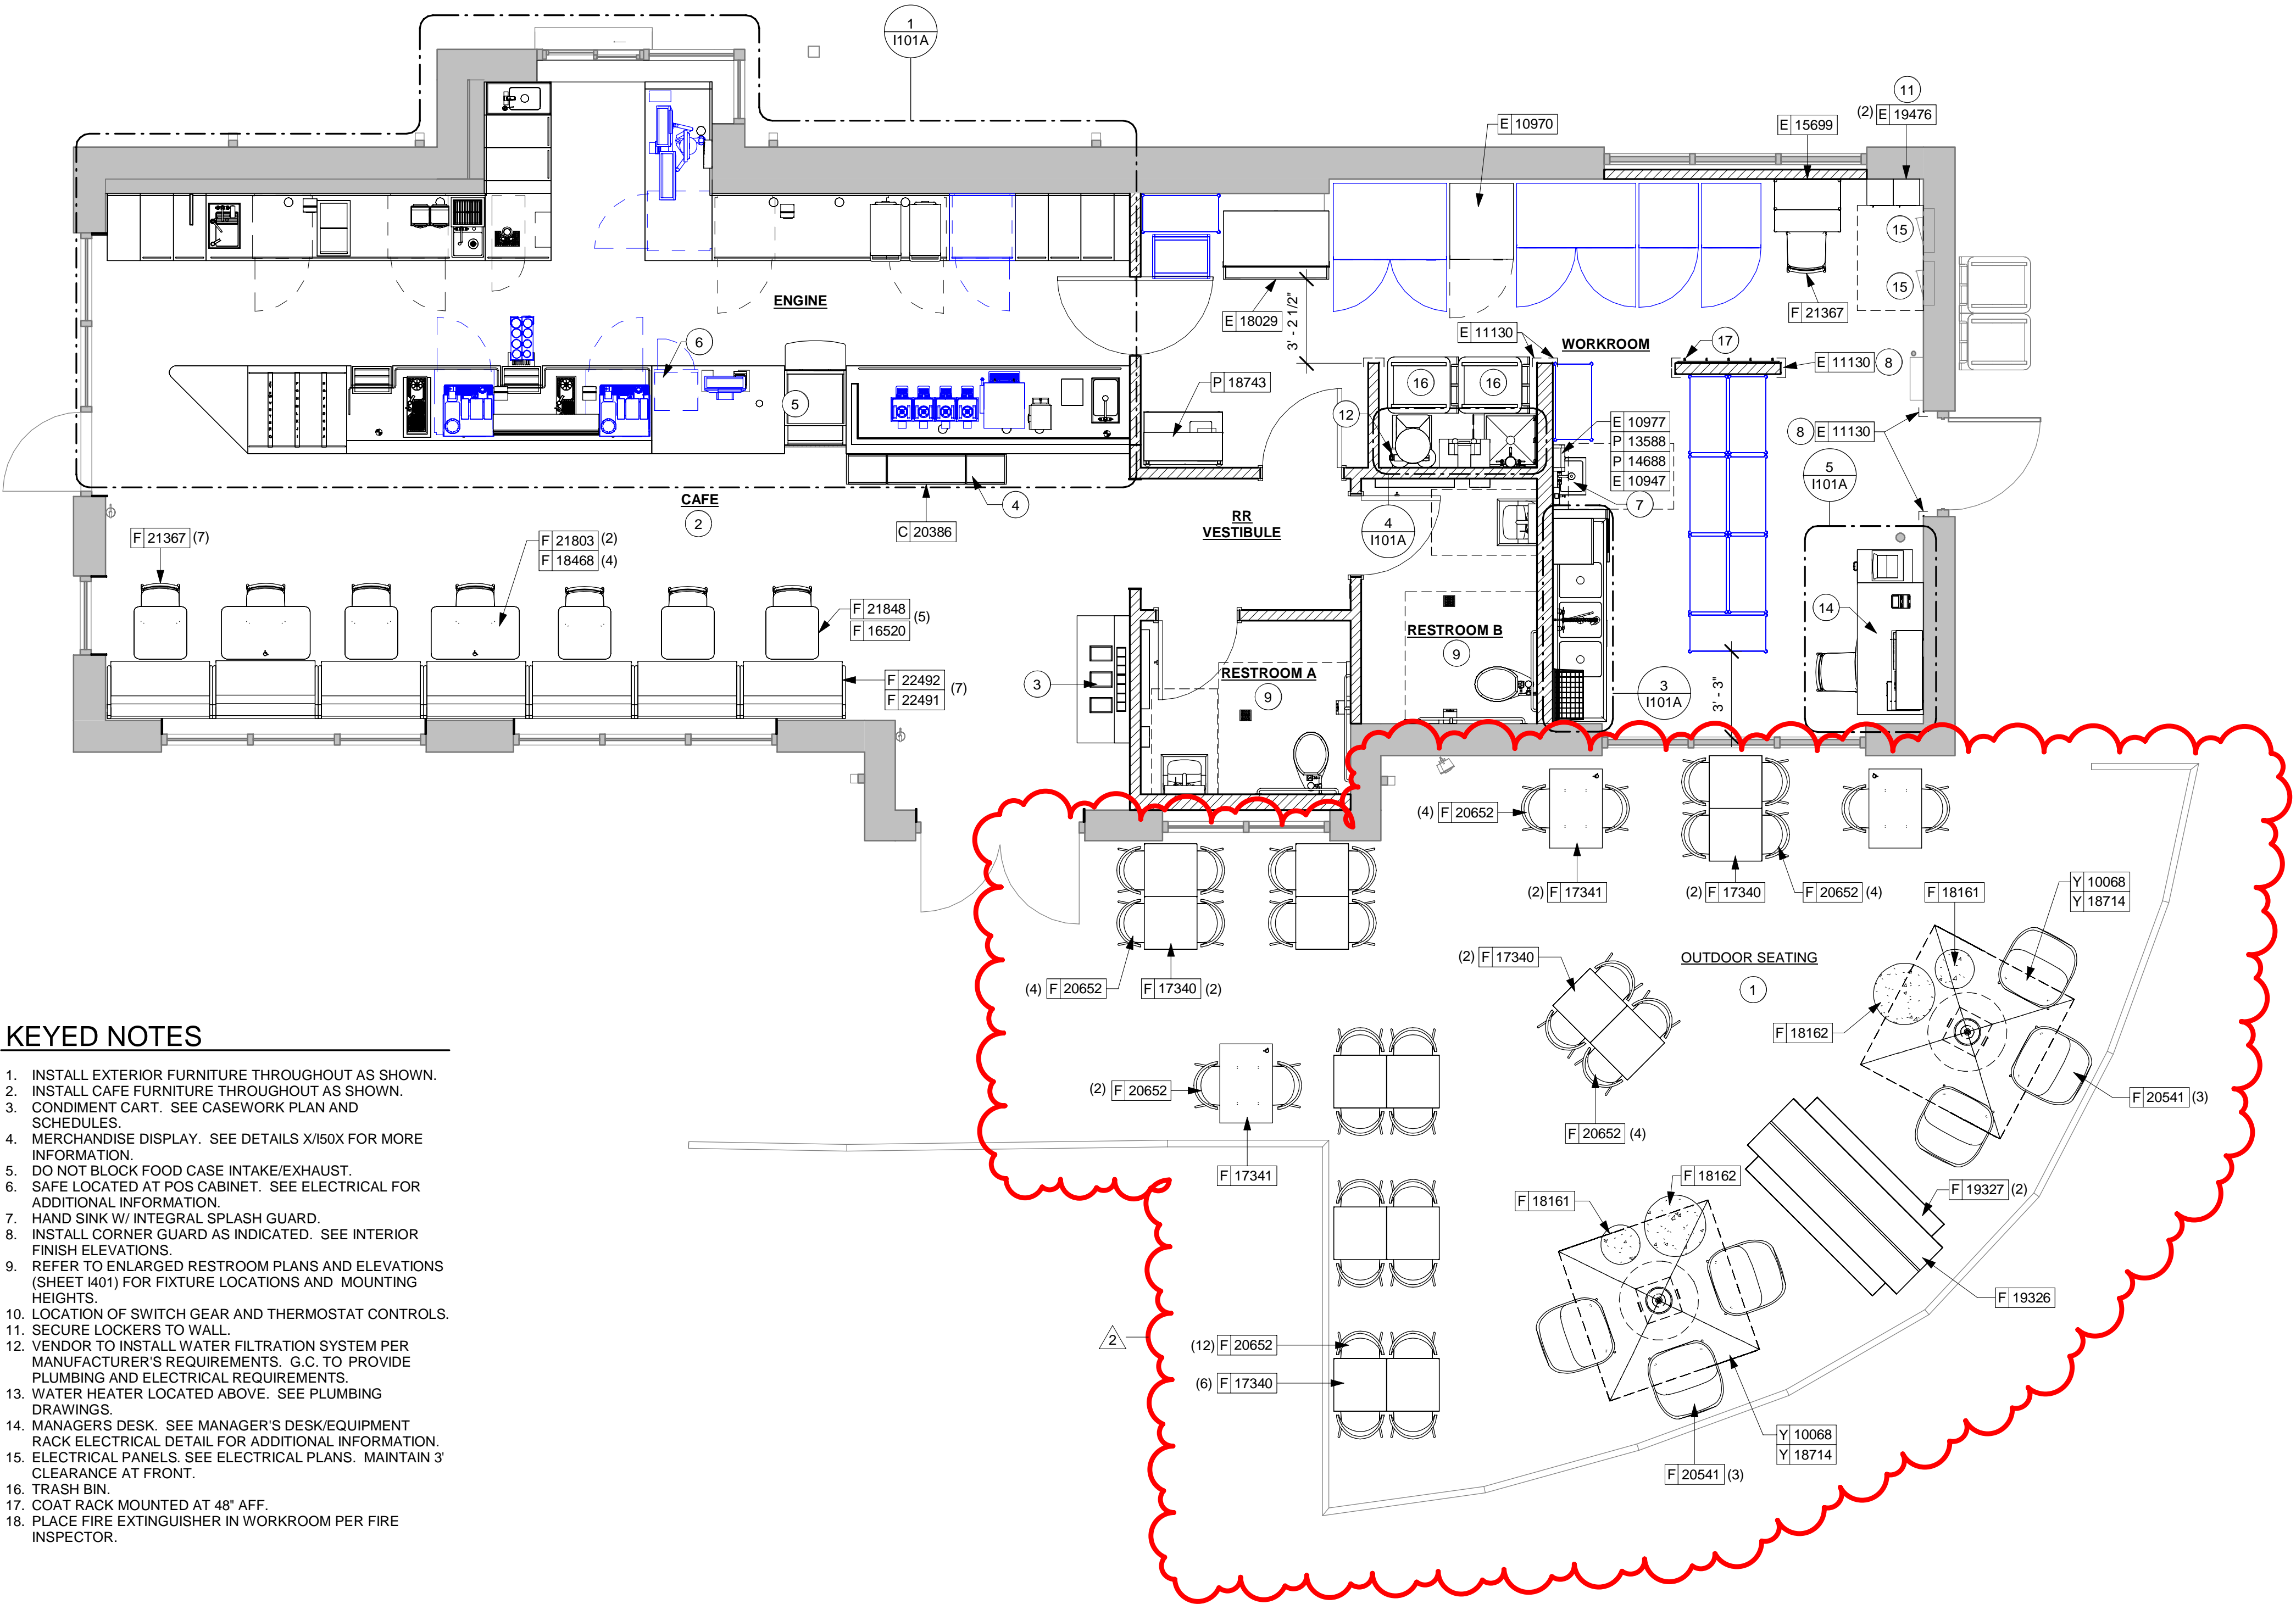 1
I101A
11
(2) E 19476
E 10970
E 15699
15
15
ENGINE
E 18029
3' - 2 1/2"
F 21367
E 11130
WORKROOM
17
6
E 11130 8
16
16
P 18743
5
12
E 10977
P 13588
P 14688
E 10947
8 E 11130
5
I101A
CAFE
2
4
7
RR
VESTIBULE
4
I101A
C 20386
F 21367 (7)
F 21803 (2)
F 18468 (4)
F 21848
F 16520
(5)
14
RESTROOM B
9
RESTROOM A
9
F 22492
F 22491
(7)
3
3
I101A
3' - 3"
(4) F 20652
(2) F 17341
(2) F 17340
F 20652 (4)
F 18161
Y 10068
Y 18714
(2) F 17340
OUTDOOR SEATING
1
(4) F 20652
F 17340 (2)
F 18162
(2) F 20652
F 20541 (3)
F 20652 (4)
F 17341
F 18162
F 18161
F 19327 (2)
F 19326
2
(12) F 20652
(6) F 17340
Y 10068
Y 18714
F 20541 (3)
KEYED NOTES
1. INSTALL EXTERIOR FURNITURE THROUGHOUT AS SHOWN.
2. INSTALL CAFE FURNITURE THROUGHOUT AS SHOWN.
3. CONDIMENT CART. SEE CASEWORK PLAN AND
SCHEDULES.
4. MERCHANDISE DISPLAY. SEE DETAILS X/I50X FOR MORE
INFORMATION.
5. DO NOT BLOCK FOOD CASE INTAKE/EXHAUST.
6. SAFE LOCATED AT POS CABINET. SEE ELECTRICAL FOR
ADDITIONAL INFORMATION.
7. HAND SINK W/ INTEGRAL SPLASH GUARD.
8. INSTALL CORNER GUARD AS INDICATED. SEE INTERIOR
FINISH ELEVATIONS.
9. REFER TO ENLARGED RESTROOM PLANS AND ELEVATIONS
(SHEET I401) FOR FIXTURE LOCATIONS AND MOUNTING
HEIGHTS.
10. LOCATION OF SWITCH GEAR AND THERMOSTAT CONTROLS.
11. SECURE LOCKERS TO WALL.
12. VENDOR TO INSTALL WATER FILTRATION SYSTEM PER
MANUFACTURER'S REQUIREMENTS. G.C. TO PROVIDE
PLUMBING AND ELECTRICAL REQUIREMENTS.
13. WATER HEATER LOCATED ABOVE. SEE PLUMBING
DRAWINGS.
14. MANAGERS DESK. SEE MANAGER'S DESK/EQUIPMENT
RACK ELECTRICAL DETAIL FOR ADDITIONAL INFORMATION.
15. ELECTRICAL PANELS. SEE ELECTRICAL PLANS. MAINTAIN 3'
CLEARANCE AT FRONT.
16. TRASH BIN.
17. COAT RACK MOUNTED AT 48" AFF.
18. PLACE FIRE EXTINGUISHER IN WORKROOM PER FIRE
INSPECTOR.